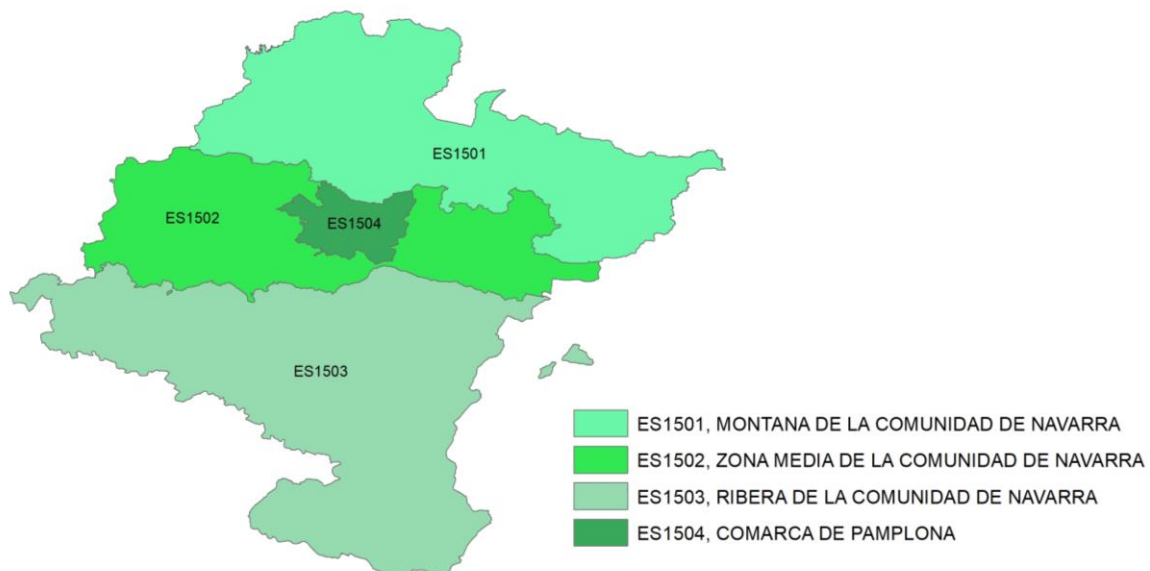 ES1501
ES1502
ES1504
ES1503
ES1501, MONTANA DE LA COMUNIDAD DE NAVARRA
ES1502, ZONA MEDIA DE LA COMUNIDAD DE NAVARRA
ES1503, RIBERA DE LA COMUNIDAD DE NAVARRA
ES1504, COMARCA DE PAMPLONA